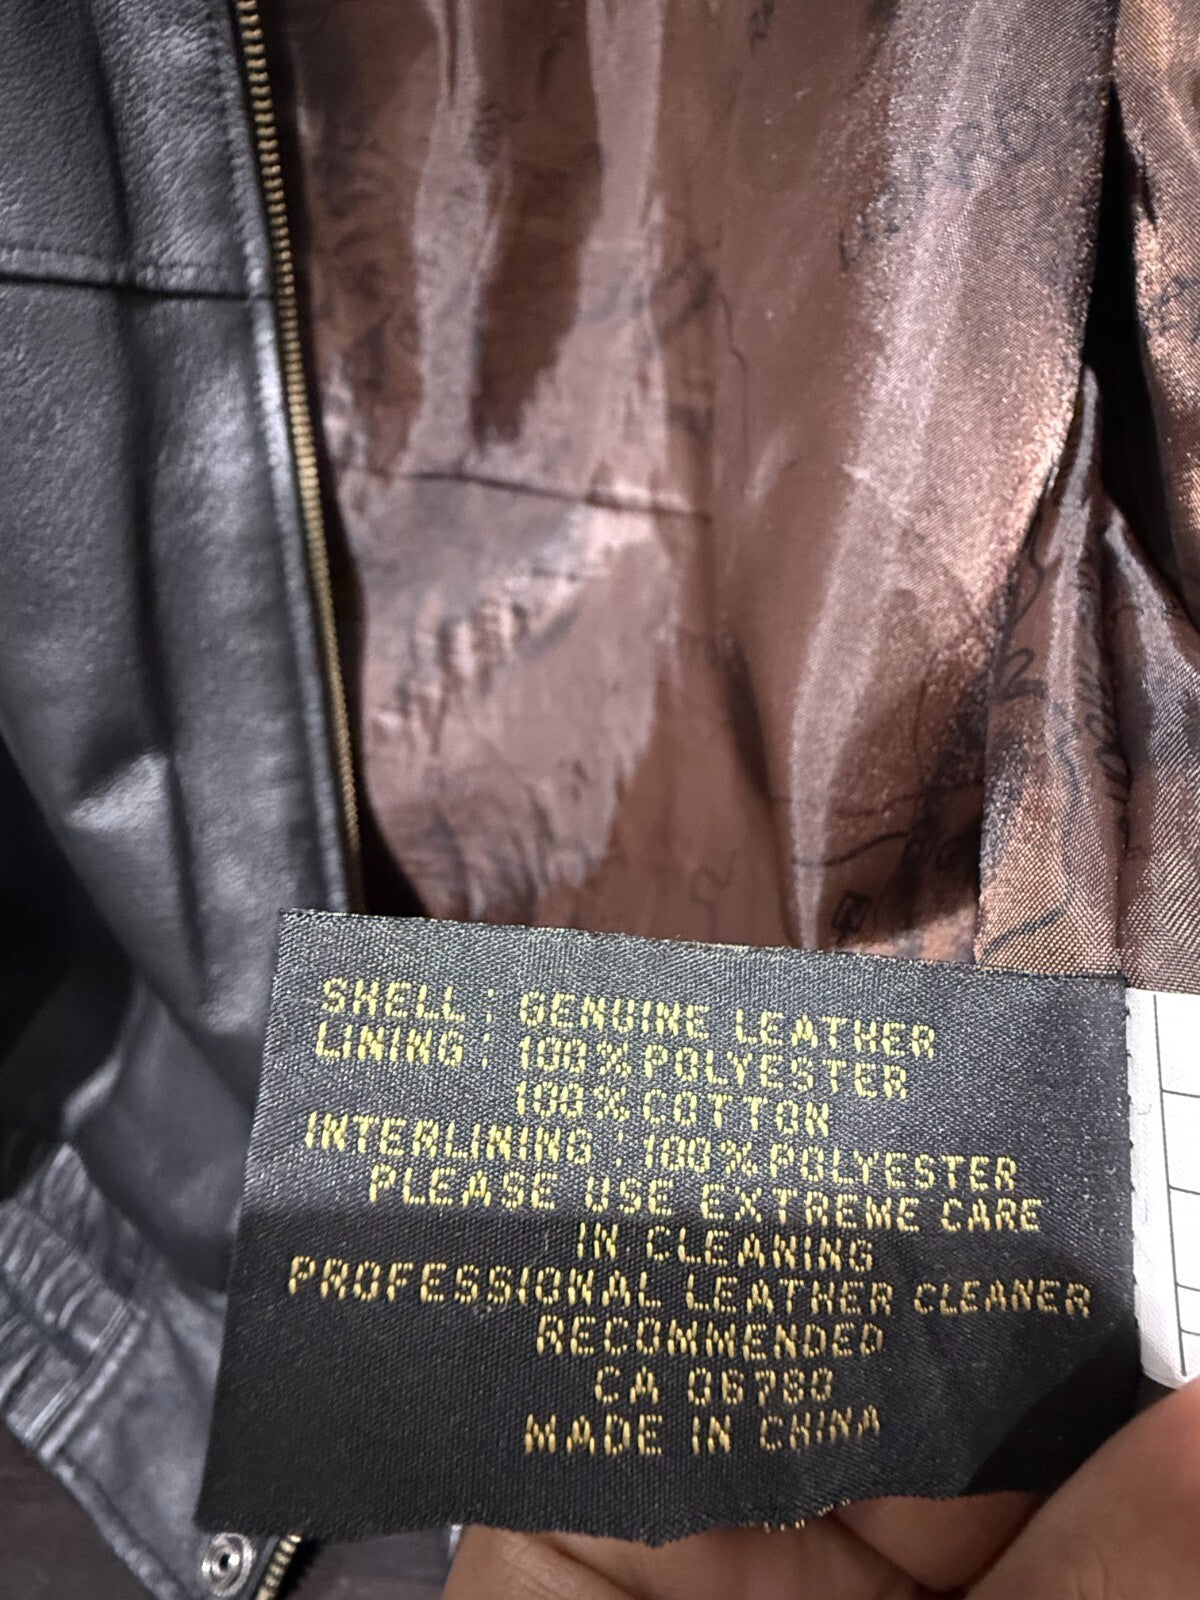 SHELL : GENUINE LEATHER
LINING : 100% POLYESTER
100% COTTON
INTERLINING : 100% POLYESTER
PLEASE USE EXTREME CARE
IN CLEANING
PROFESSIONAL LEATHER CLEANER
RECOMMENDED
CA 06780
MADE IN CHINA